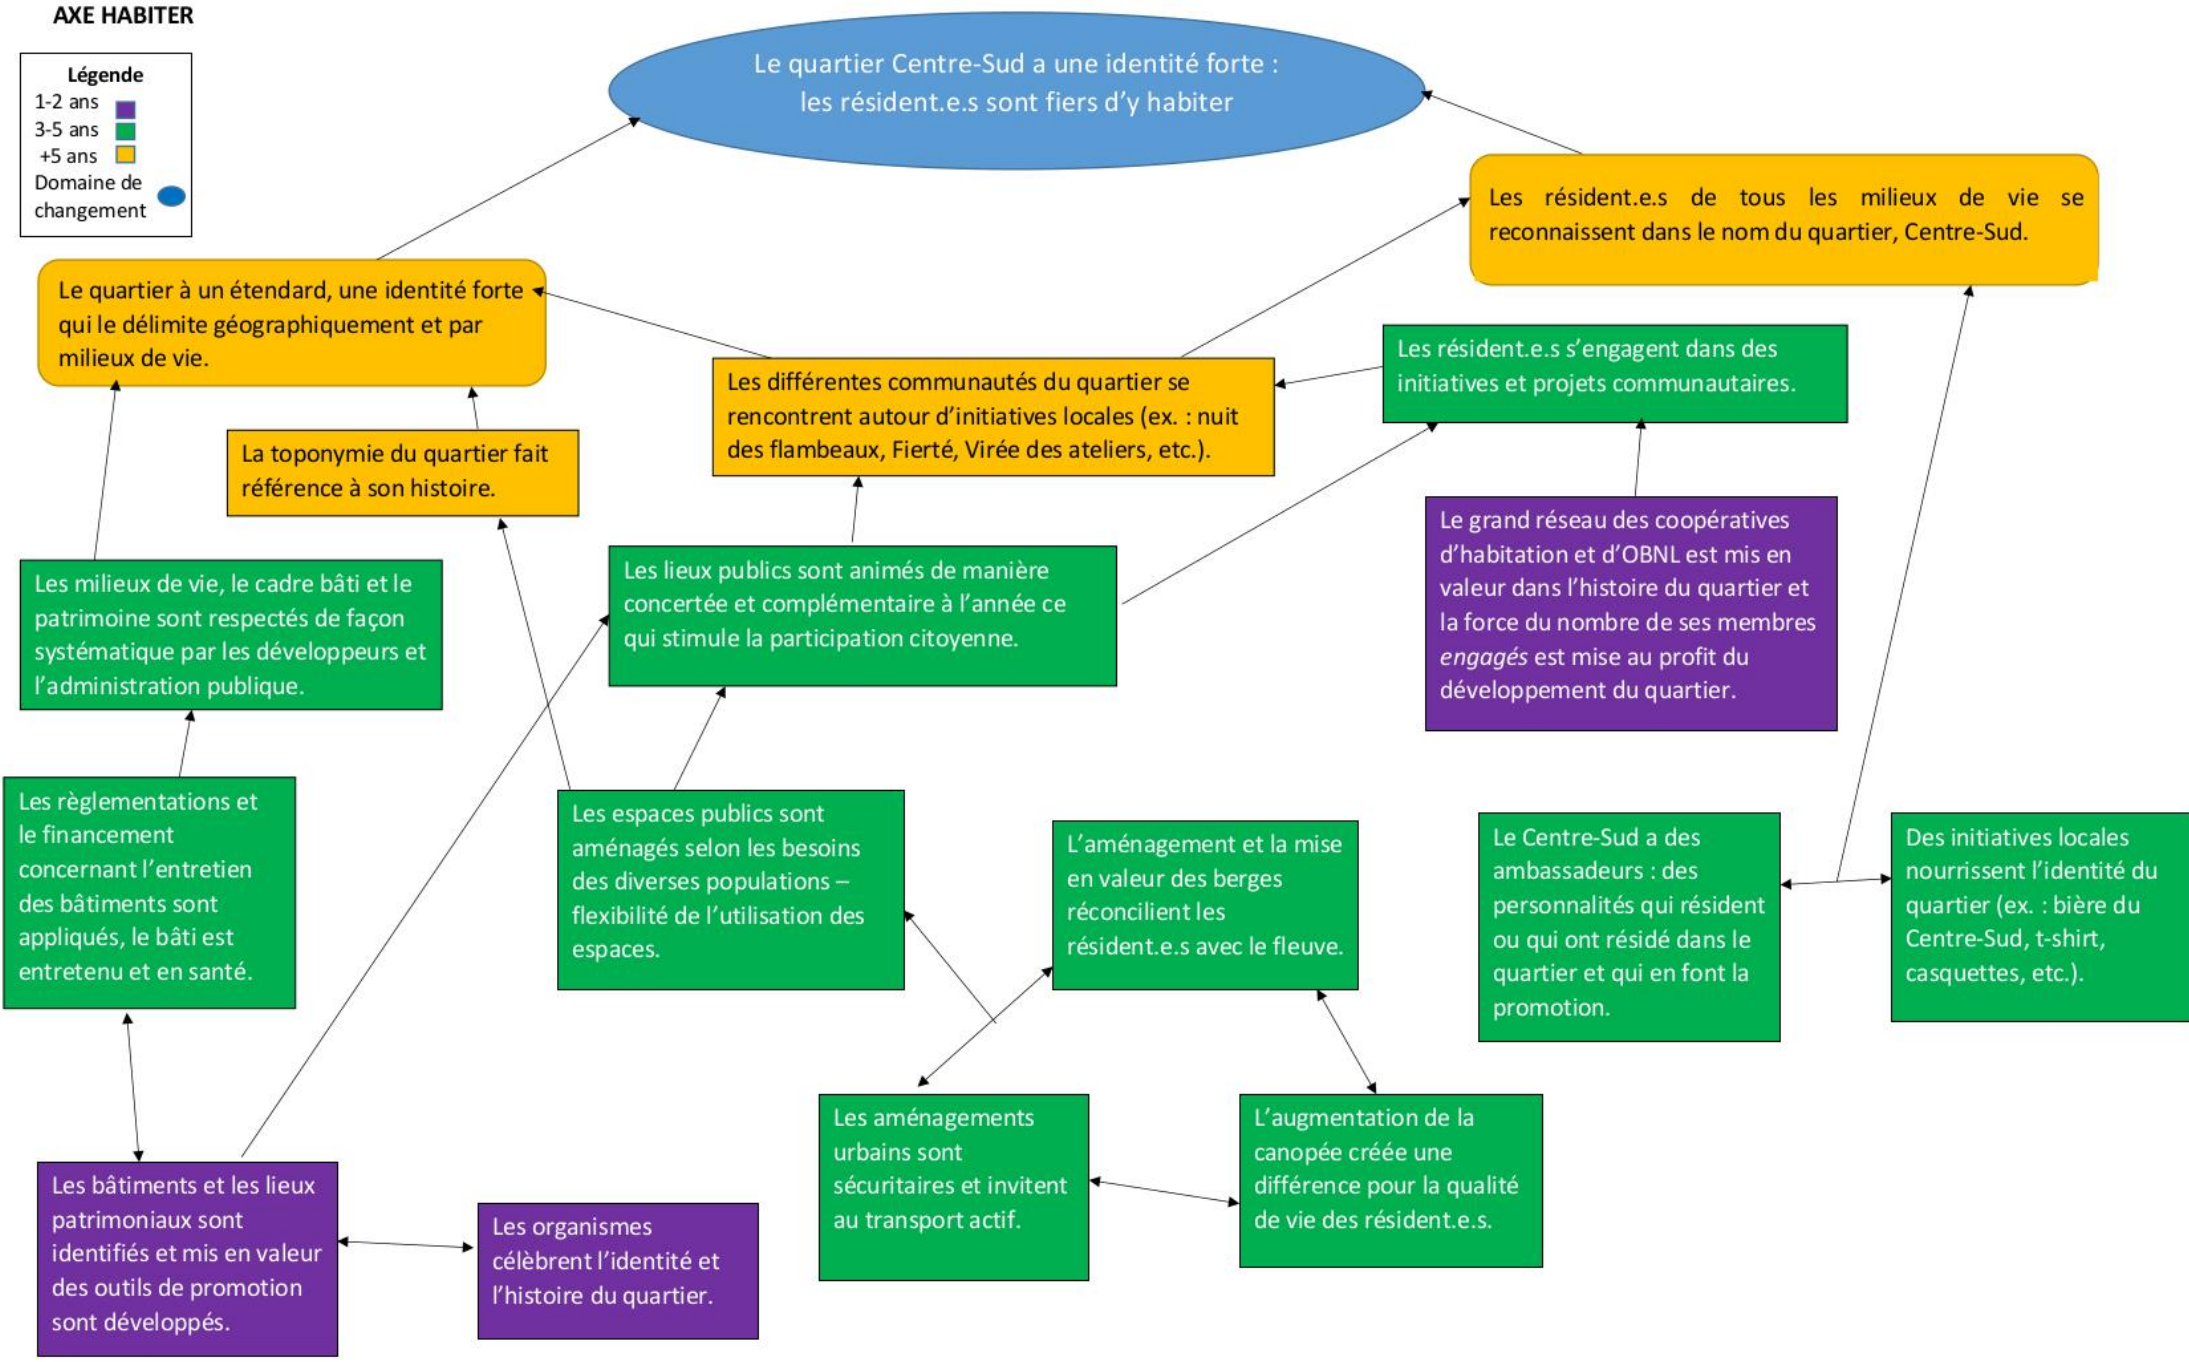 AXE HABITER
Légende
1-2 ans
3-5 ans
+5 ans
Domaine de
changement
Le quartier Centre-Sud a une identité forte :
les résident.e.s sont fiers d’y habiter
Les résident.e.s de tous les milieux de vie se
reconnaissent dans le nom du quartier, Centre-Sud.
Le quartier à un étendard, une identité forte
qui le délimite géographiquement et par
milieux de vie.
Les résident.e.s s’engagent dans des
initiatives et projets communautaires.
Les différentes communautés du quartier se
rencontrent autour d’initiatives locales (ex. : nuit
des flambeaux, Fierté, Virée des ateliers, etc.).
La toponymie du quartier fait
référence à son histoire.
Le grand réseau des coopératives
d’habitation et d’OBNL est mis en
valeur dans l’histoire du quartier et
la force du nombre de ses membres
engagés est mise au profit du
développement du quartier.
Les milieux de vie, le cadre bâti et le
patrimoine sont respectés de façon
systématique par les développeurs et
l’administration publique.
Les lieux publics sont animés de manière
concertée et complémentaire à l’année ce
qui stimule la participation citoyenne.
Les règlementations et
le financement
concernant l’entretien
des bâtiments sont
appliqués, le bâti est
entretenu et en santé.
Les espaces publics sont
aménagés selon les besoins
des diverses populations –
flexibilité de l’utilisation des
espaces.
L’aménagement et la mise
en valeur des berges
réconcilient les
résident.e.s avec le fleuve.
Le Centre-Sud a des
ambassadeurs : des
personnalités qui résident
ou qui ont résidé dans le
quartier et qui en font la
promotion.
Des initiatives locales
nourrissent l’identité du
quartier (ex. : bière du
Centre-Sud, t-shirt,
casquettes, etc.).
Les aménagements
urbains sont
sécuritaires et invitent
au transport actif.
L’augmentation de la
canopée créée une
différence pour la qualité
de vie des résident.e.s.
Les bâtiments et les lieux
patrimoniaux sont
identifiés et mis en valeur
des outils de promotion
sont développés.
Les organismes
célèbrent l’identité et
l’histoire du quartier.